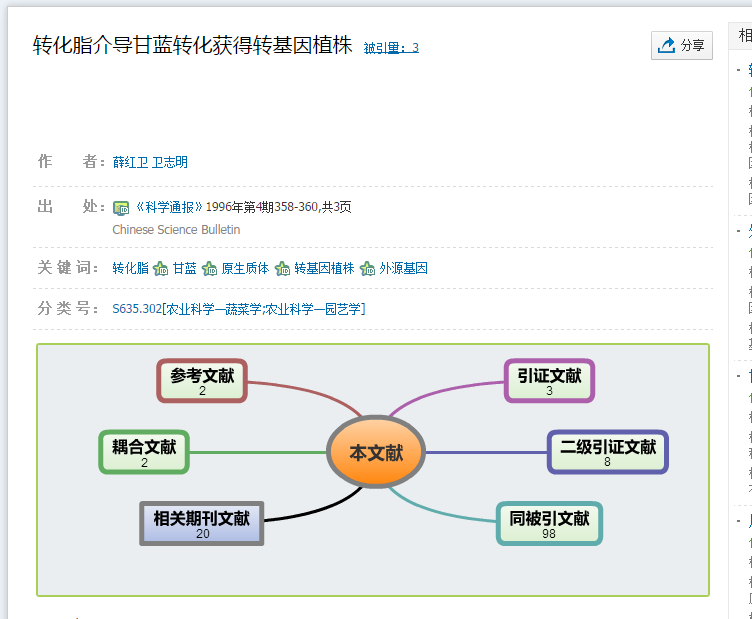 转化脂介导甘蓝转化获得转基因植株 被引量：3
分享
相
作 者：薛红卫 卫志明
出 处：《科学通报》1996年第4期358-360,共3页
Chinese Science Bulletin
关 键 词：转化脂 甘蓝 原生质体 转基因植株 外源基因
分 类 号：S635.302[农业科学—蔬菜学;农业科学—园艺学]
参考文献
2
引证文献
3
耦合文献
2
本文献
二级引证文献
8
相关期刊文献
20
同被引文献
98